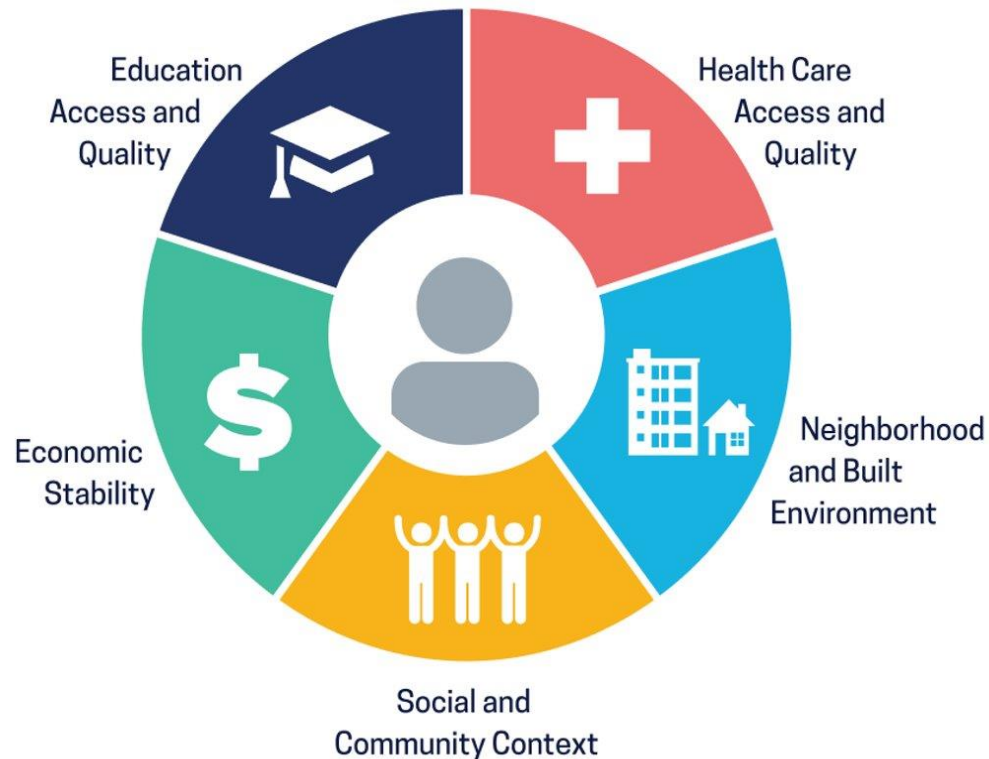 Education
Access and
Quality
Health Care
Access and
Quality
Economic
Stability
Neighborhood
and Built
Environment
Social and
Community Context